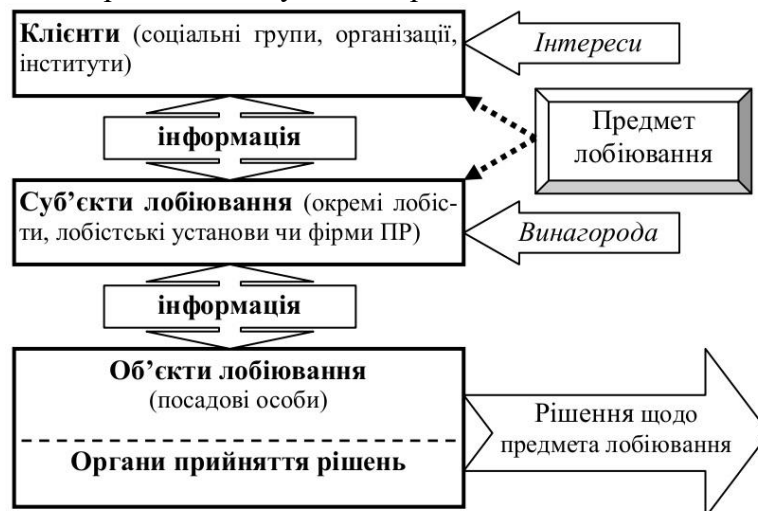 Клієнти (соціальні групи, організації,
інститути)
Інтереси
інформація
Предмет
лобіювання
Суб’єкти лобіювання (окремі лобіс-
ти, лобістські установи чи фірми ПР)
Винагорода
інформація
Об’єкти лобіювання
(посадові особи)
Органи прийняття рішень
Рішення щодо
предмета лобіювання